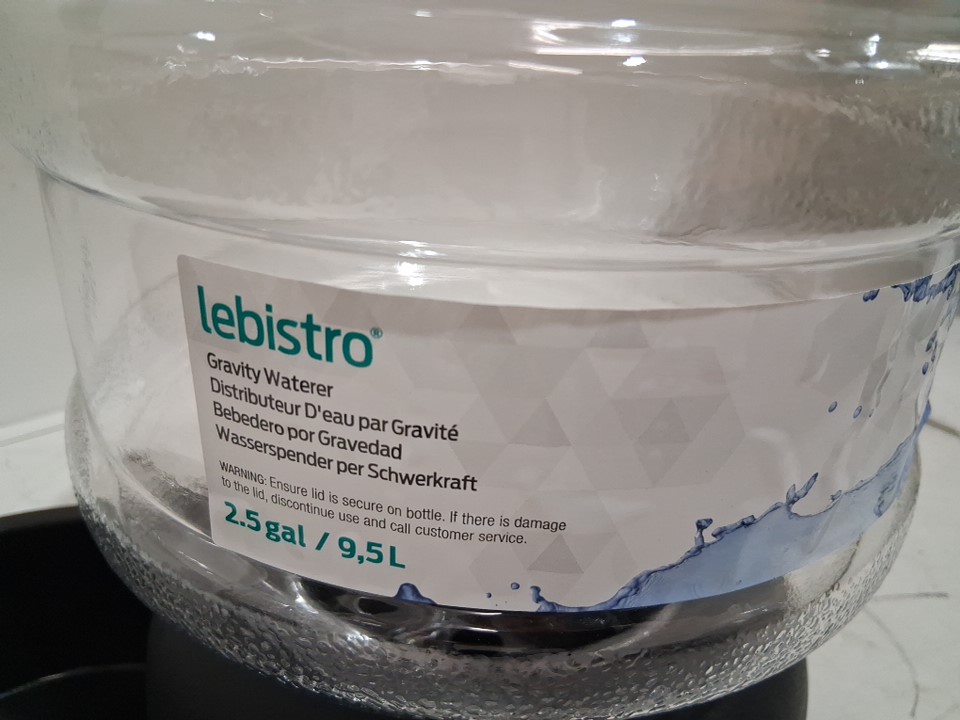 lebistro®
Gravity Waterer
Distributeur D'eau par Gravité
Bebedero por Gravedad
Wasserspender per Schwerkraft
WARNING: Ensure lid is secure on bottle. If there is damage
to the lid, discontinue use and call customer service.
2.5 gal / 9,5 L